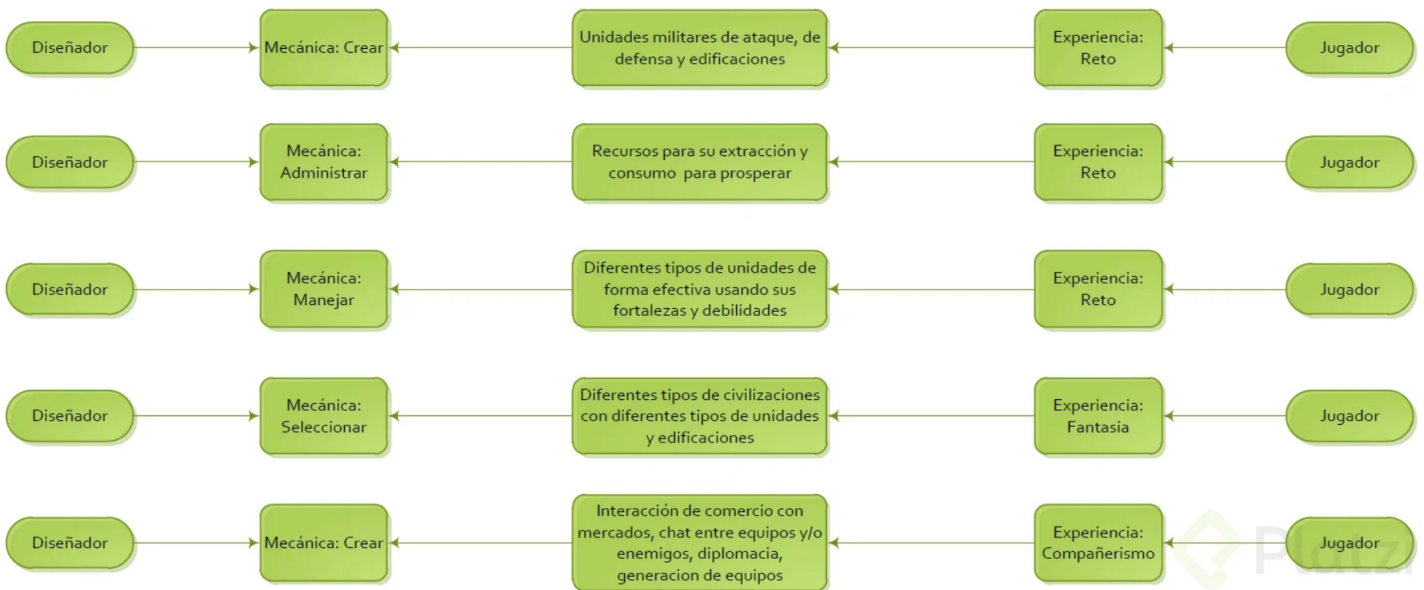 Diseñador
Mecánica: Crear
Unidades militares de ataque, de
defensa y edificaciones
Experiencia:
Reto
Jugador
Diseñador
Mecánica:
Administrar
Recursos para su extracción y
consumo para prosperar
Experiencia:
Reto
Jugador
Diseñador
Mecánica:
Manejar
Diferentes tipos de unidades de
forma efectiva usando sus
fortalezas y debilidades
Experiencia:
Reto
Jugador
Diseñador
Mecánica:
Seleccionar
Diferentes tipos de civilizaciones
con diferentes tipos de unidades
y edificaciones
Experiencia:
Fantasia
Jugador
Diseñador
Mecánica: Crear
Interacción de comercio con
mercados, chat entre equipos y/o
enemigos, diplomacia,
generacion de equipos
Experiencia:
Compañerismo
Jugador
Platzi